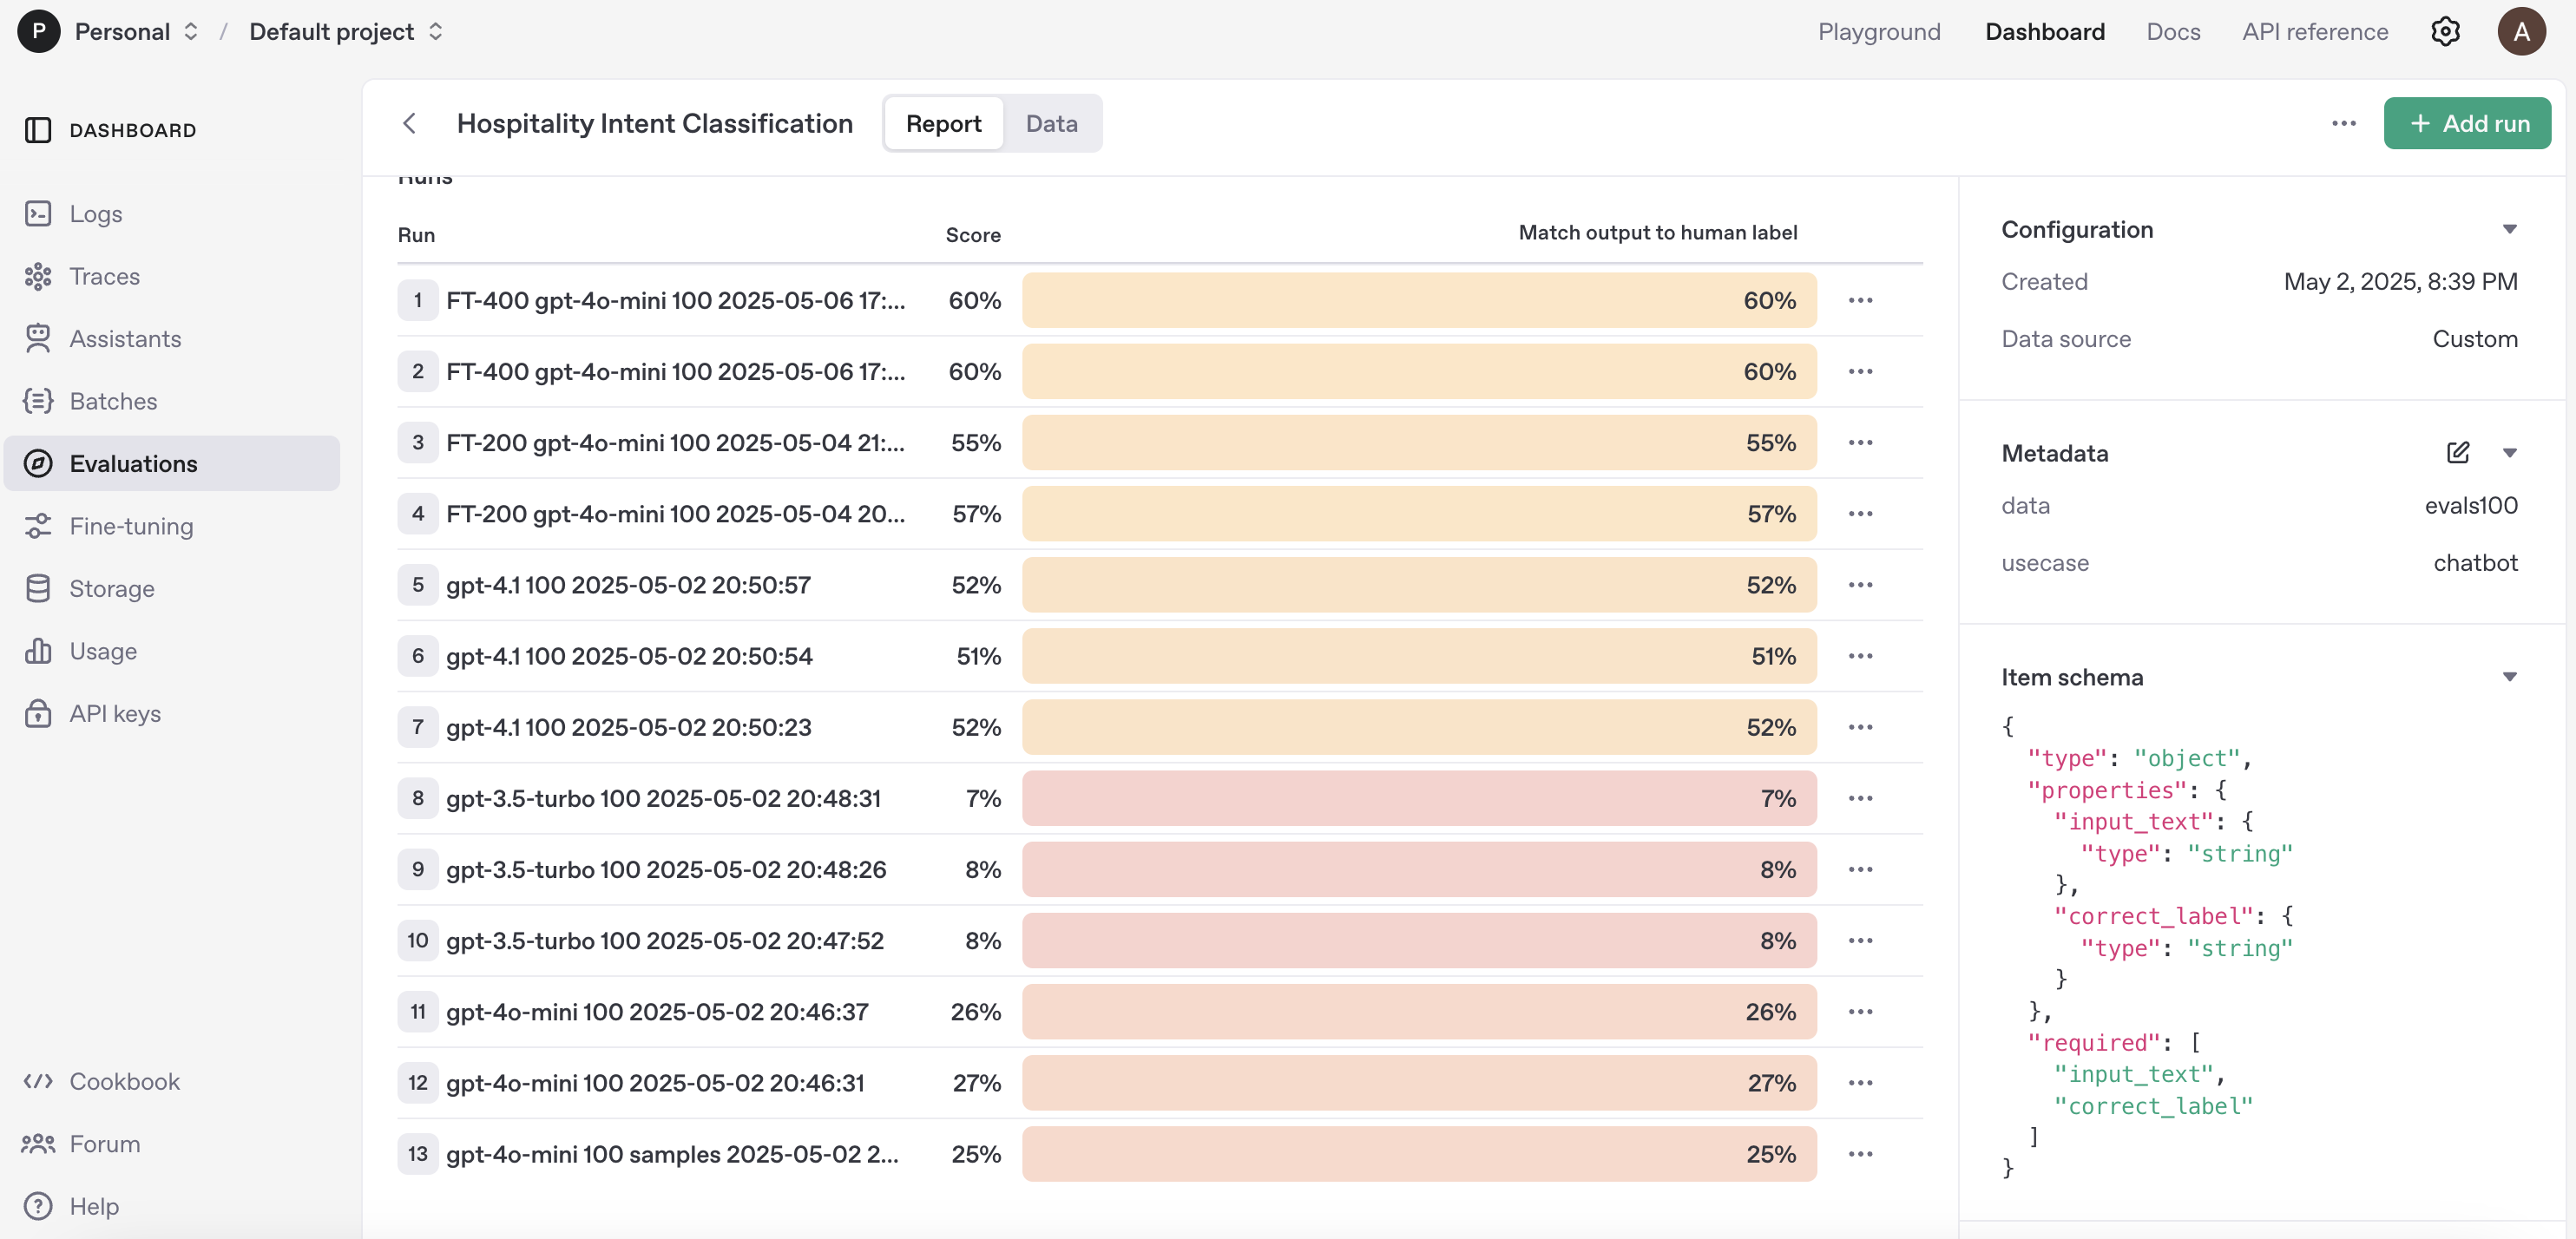 P Personal / Default project Playground Dashboard Docs API reference A
DASHBOARD
Logs
Traces
Assistants
Batches
Evaluations
Fine-tuning
Storage
Usage
API keys
Cookbook
Forum
Help
Hospitality Intent Classification Report Data ... + Add run
Runs
Run Score Match output to human label
1 FT-400 gpt-4o-mini 100 2025-05-06 17:... 60% 60% ...
2 FT-400 gpt-4o-mini 100 2025-05-06 17:... 60% 60% ...
3 FT-200 gpt-4o-mini 100 2025-05-04 21:... 55% 55% ...
4 FT-200 gpt-4o-mini 100 2025-05-04 20... 57% 57% ...
5 gpt-4.1 100 2025-05-02 20:50:57 52% 52% ...
6 gpt-4.1 100 2025-05-02 20:50:54 51% 51% ...
7 gpt-4.1 100 2025-05-02 20:50:23 52% 52% ...
8 gpt-3.5-turbo 100 2025-05-02 20:48:31 7% 7% ...
9 gpt-3.5-turbo 100 2025-05-02 20:48:26 8% 8% ...
10 gpt-3.5-turbo 100 2025-05-02 20:47:52 8% 8% ...
11 gpt-4o-mini 100 2025-05-02 20:46:37 26% 26% ...
12 gpt-4o-mini 100 2025-05-02 20:46:31 27% 27% ...
13 gpt-4o-mini 100 samples 2025-05-02 2... 25% 25% ...
Configuration
Created May 2, 2025, 8:39 PM
Data source Custom
Metadata
data evals100
usecase chatbot
Item schema
{
"type": "object",
"properties": {
"input_text": {
"type": "string"
},
"correct_label": {
"type": "string"
}
},
"required": [
"input_text",
"correct_label"
]
}